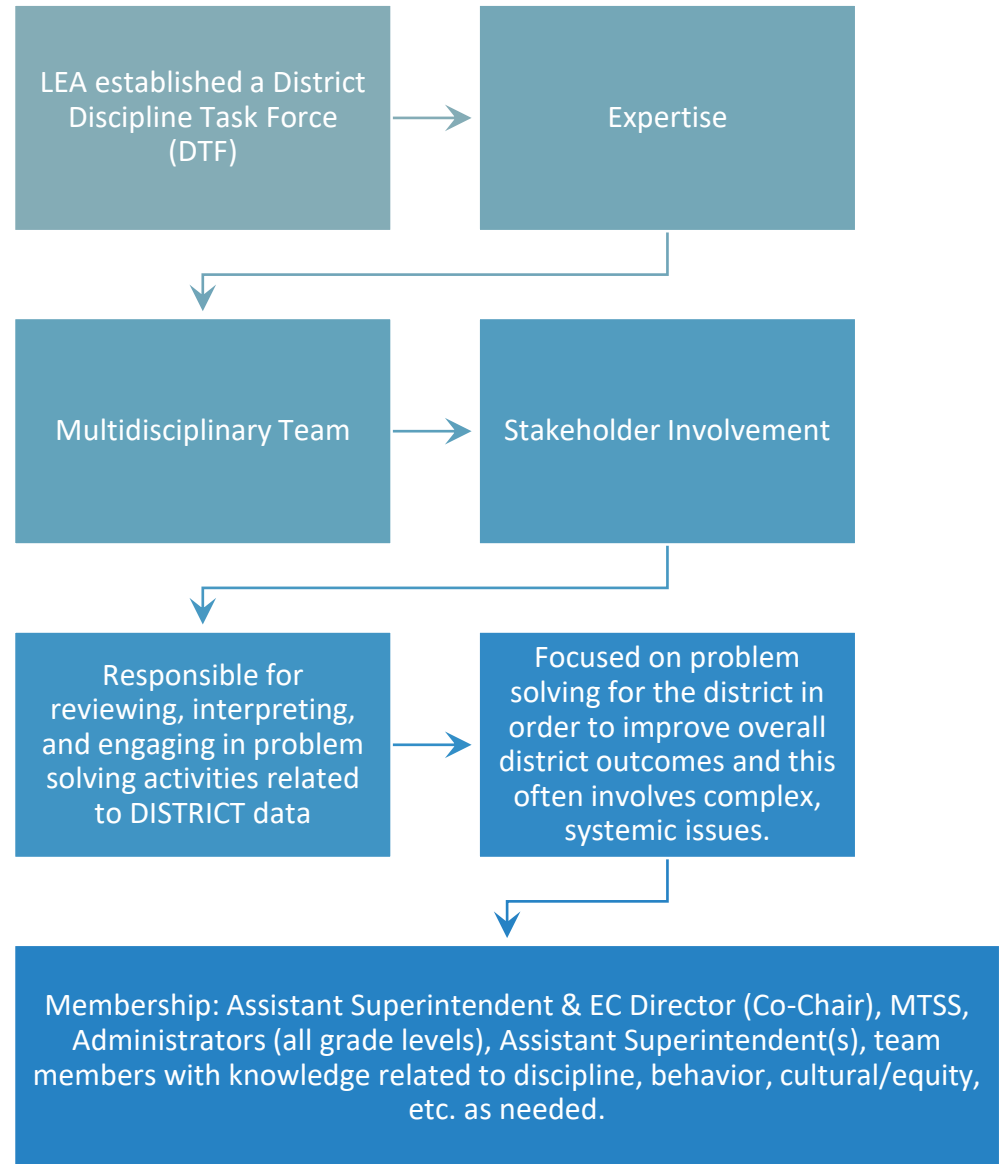 LEA established a District
Discipline Task Force
(DTF)
Expertise
Multidisciplinary Team
Stakeholder Involvement
Responsible for
reviewing, interpreting,
and engaging in problem
solving activities related
to DISTRICT data
Focused on problem
solving for the district in
order to improve overall
district outcomes and this
often involves complex,
systemic issues.
Membership: Assistant Superintendent & EC Director (Co-Chair), MTSS,
Administrators (all grade levels), Assistant Superintendent(s), team
members with knowledge related to discipline, behavior, cultural/equity,
etc. as needed.